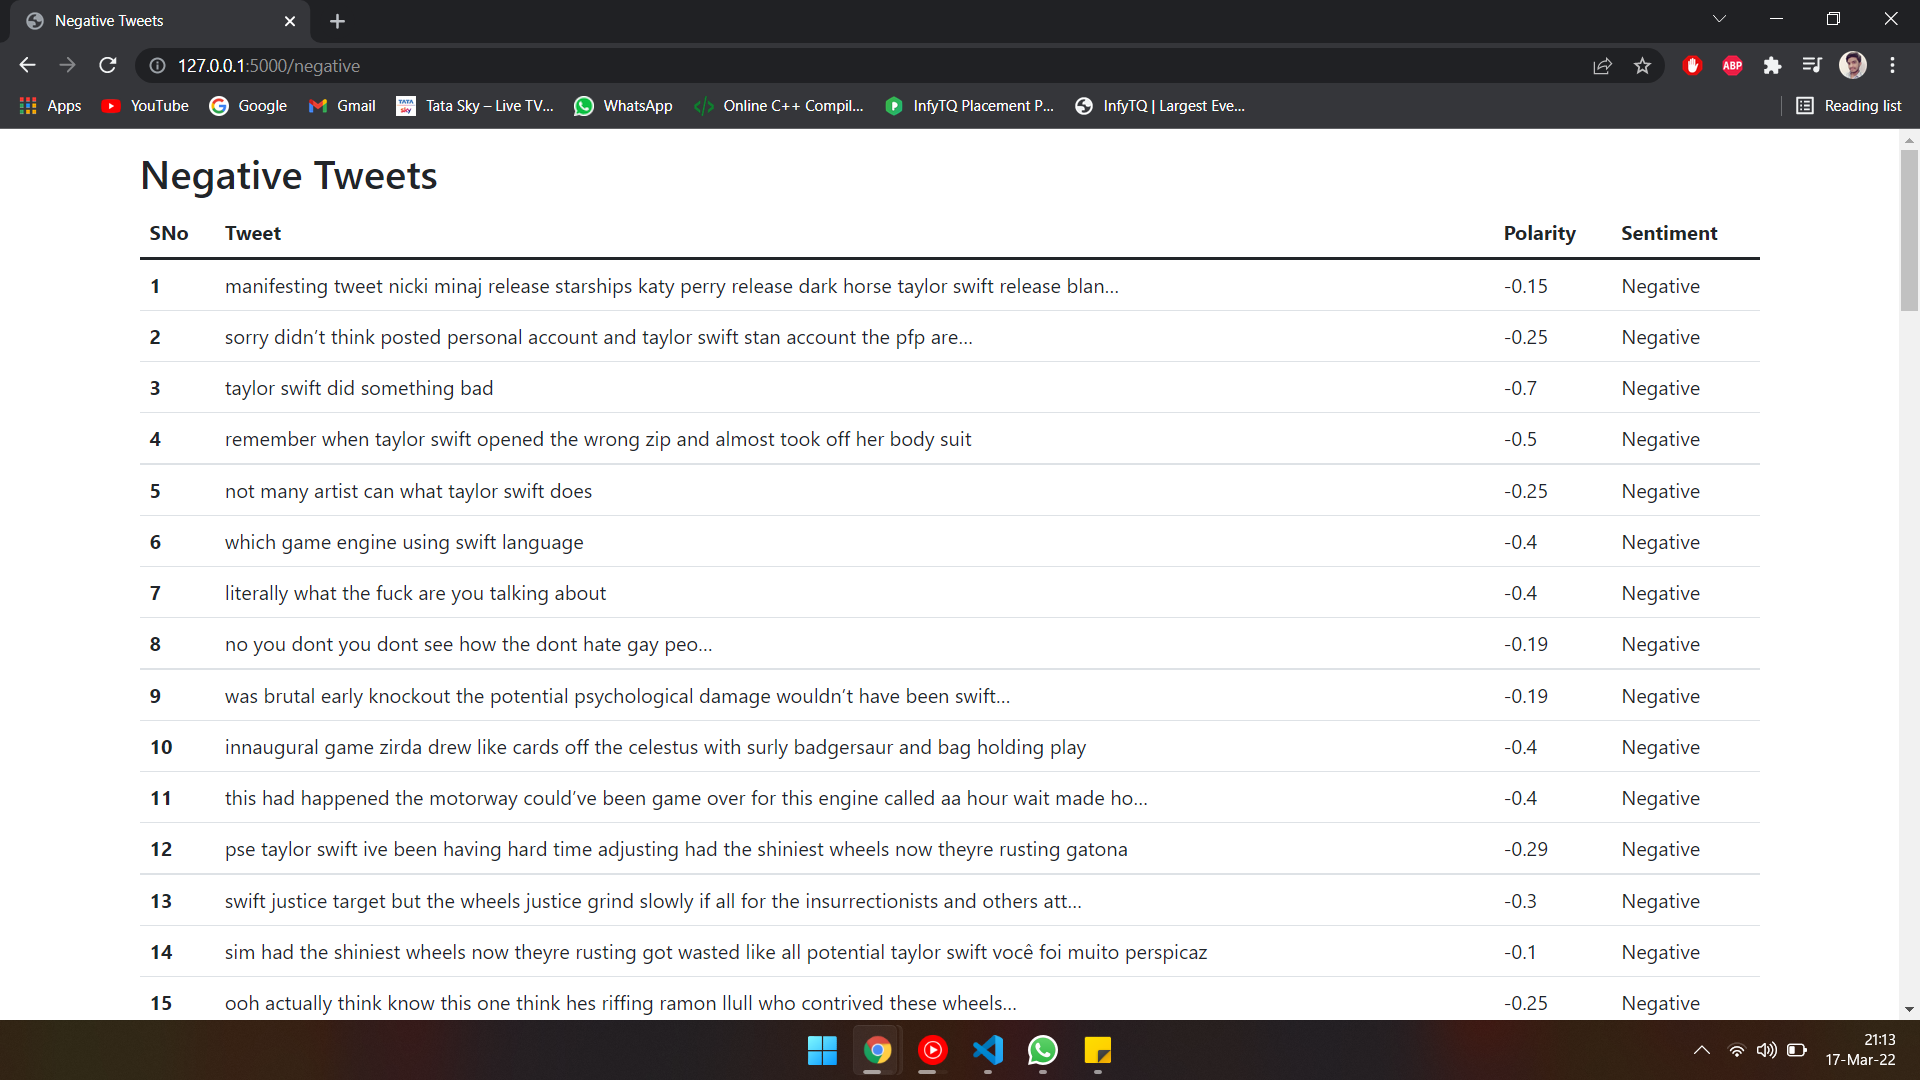 Negative Tweets
127.0.0.1:5000/negative
ABP
Apps YouTube Google Gmail TATA sky Tata Sky – Live TV... WhatsApp Online C++ Compil... InfyTQ Placement P... InfyTQ | Largest Eve... Reading list
Negative Tweets
SNo Tweet Polarity Sentiment
1 manifesting tweet nicki minaj release starships katy perry release dark horse taylor swift release blan… -0.15 Negative
2 sorry didn’t think posted personal account and taylor swift stan account the pfp are… -0.25 Negative
3 taylor swift did something bad -0.7 Negative
4 remember when taylor swift opened the wrong zip and almost took off her body suit -0.5 Negative
5 not many artist can what taylor swift does -0.25 Negative
6 which game engine using swift language -0.4 Negative
7 literally what the fuck are you talking about -0.4 Negative
8 no you dont you dont see how the dont hate gay peo… -0.19 Negative
9 was brutal early knockout the potential psychological damage wouldn’t have been swift… -0.19 Negative
10 innaugural game zirda drew like cards off the celestus with surly badgersaur and bag holding play -0.4 Negative
11 this had happened the motorway could’ve been game over for this engine called aa hour wait made ho… -0.4 Negative
12 pse taylor swift ive been having hard time adjusting had the shiniest wheels now theyre rusting gatona -0.29 Negative
13 swift justice target but the wheels justice grind slowly if all for the insurrectionists and others att… -0.3 Negative
14 sim had the shiniest wheels now theyre rusting got wasted like all potential taylor swift você foi muito perspicaz -0.1 Negative
15 ooh actually think know this one think hes riffing ramon llull who contrived these wheels… -0.25 Negative
21:13
17-Mar-22